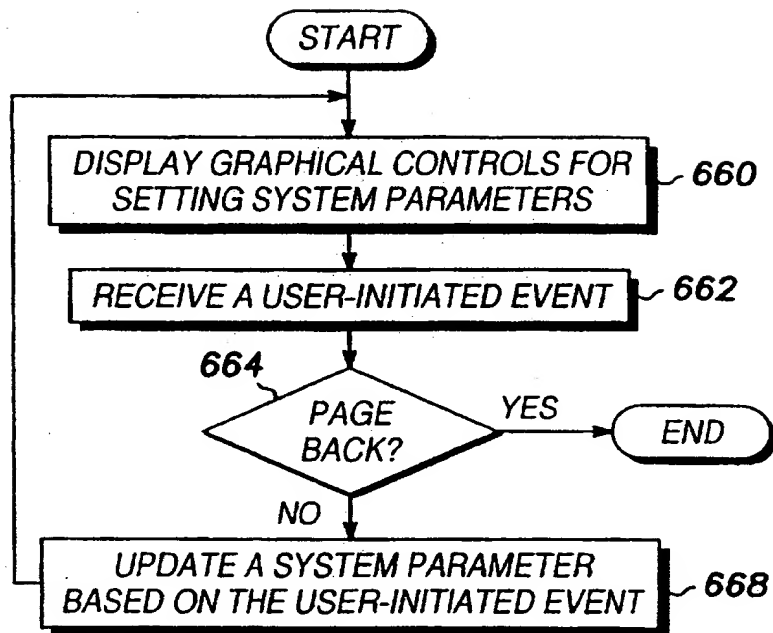 START
DISPLAY GRAPHICAL CONTROLS FOR
SETTING SYSTEM PARAMETERS
660
RECEIVE A USER-INITIATED EVENT
662
664
PAGE
BACK?
YES
END
NO
UPDATE A SYSTEM PARAMETER
BASED ON THE USER-INITIATED EVENT
668